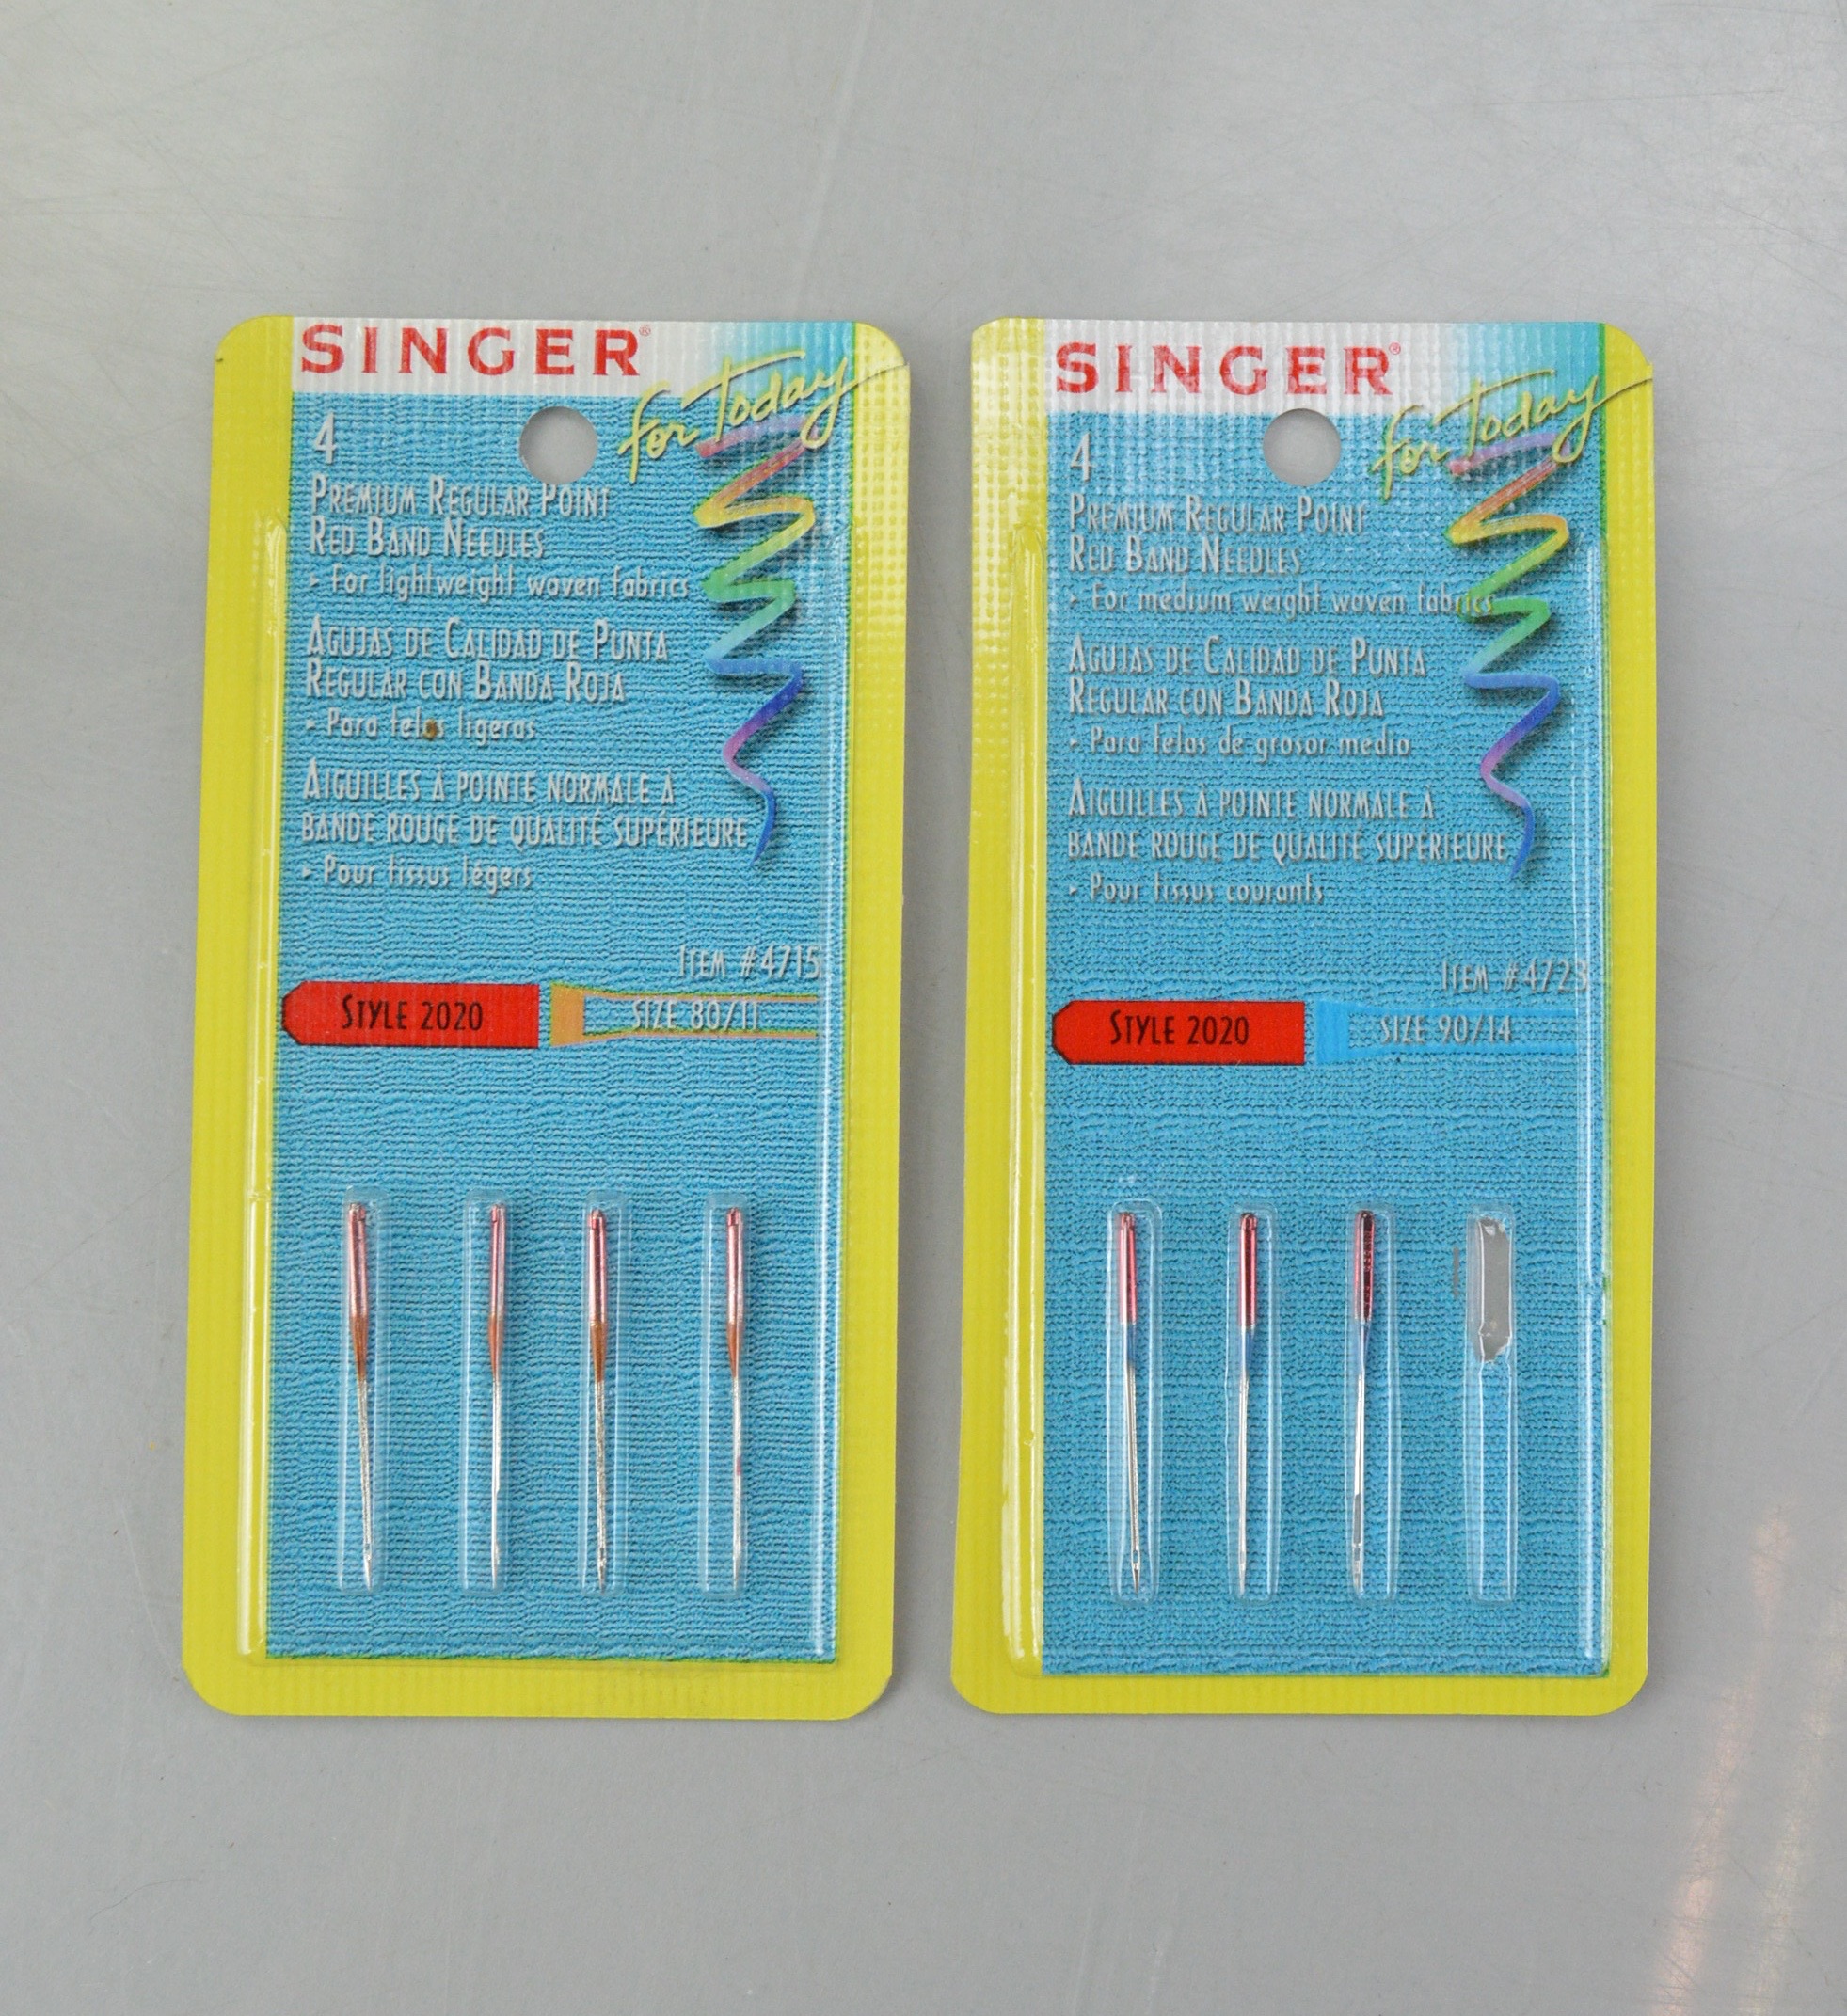 SINGER®
for Today
4
PREMIUM REGULAR POINT
RED BAND NEEDLES
▸ For lightweight woven fabrics
AGUJAS DE CALIDAD DE PUNTA
REGULAR CON BANDA ROJA
▸ Para telas ligeras
AIGUILLES À POINTE NORMALE À
BANDE ROUGE DE QUALITÉ SUPÉRIEURE
▸ Pour tissus légers
ITEM #4715
STYLE 2020 SIZE 80/11
SINGER®
for Today
4
PREMIUM REGULAR POINT
RED BAND NEEDLES
▸ For medium weight woven fabrics
AGUJAS DE CALIDAD DE PUNTA
REGULAR CON BANDA ROJA
▸ Para telas de grosor medio
AIGUILLES À POINTE NORMALE À
BANDE ROUGE DE QUALITÉ SUPÉRIEURE
▸ Pour tissus courants
ITEM #4723
STYLE 2020 SIZE 90/14